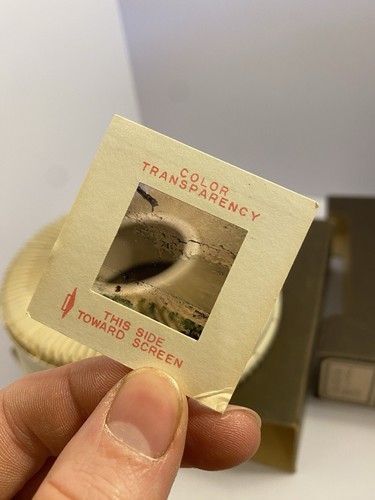 COLOR
TRANSPARENCY
THIS SIDE
TOWARD SCREEN